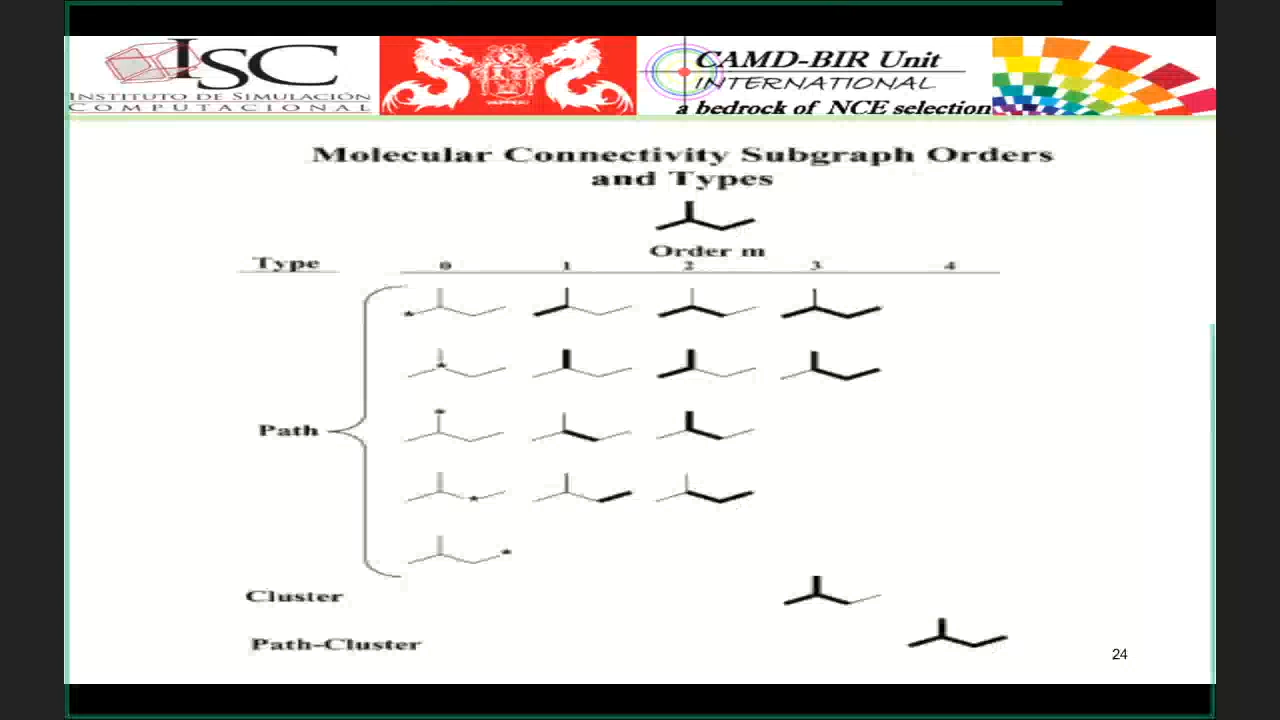 ISC
INSTITUTO DE SIMULACIÓN
COMPUTACIONAL
CAMD-BIR Unit
INTERNATIONAL
a bedrock of NCE selection
Molecular Connectivity Subgraph Orders
and Types
Order m
Type 0 1 2 3 4
Path
Cluster
Path-Cluster
24